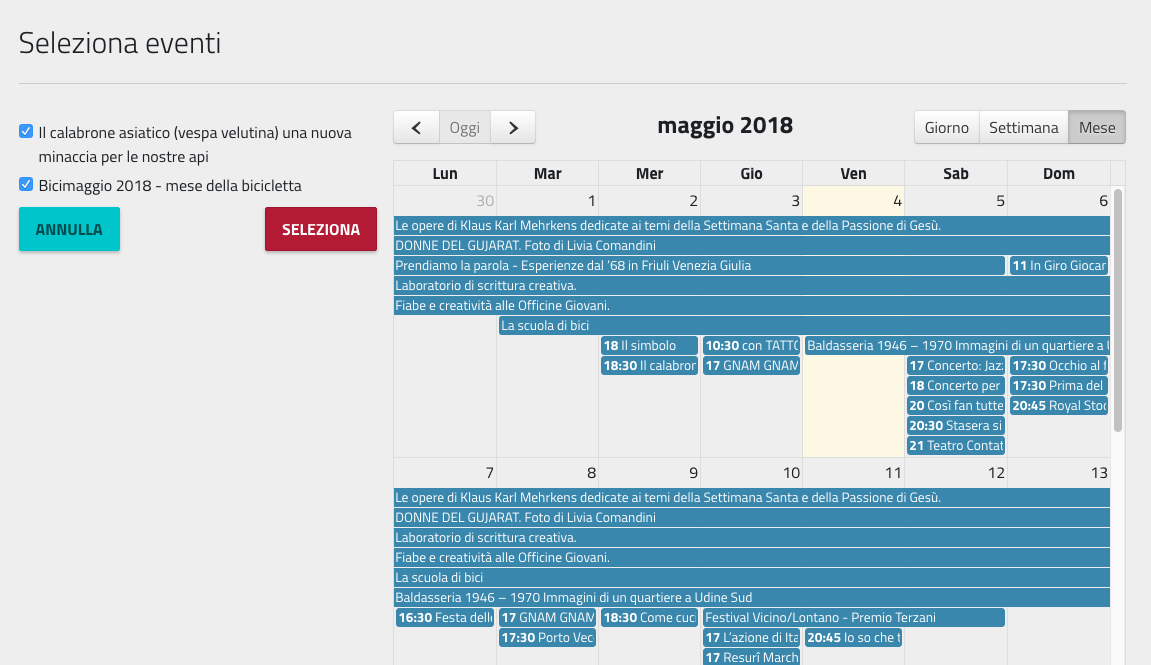 Seleziona eventi
Il calabrone asiatico (vespa velutina) una nuova
minaccia per le nostre api
Bicimaggio 2018 - mese della bicicletta
ANNULLA
SELEZIONA
Oggi
maggio 2018
Giorno Settimana Mese
Lun Mar Mer Gio Ven Sab Dom
30 1 2 3 4 5 6
Le opere di Klaus Karl Mehrkens dedicate ai temi della Settimana Santa e della Passione di Gesù.
DONNE DEL GUJARAT. Foto di Livia Comandini
Prendiamo la parola - Esperienze dal '68 in Friuli Venezia Giulia
11 In Giro Giocan
Laboratorio di scrittura creativa.
Fiabe e creatività alle Officine Giovani.
La scuola di bici
18 Il simbolo
10:30 con TATTO
Baldasseria 1946 – 1970 Immagini di un quartiere a U
18:30 Il calabron
17 GNAM GNAM
17 Concerto: Jazz
17:30 Occhio al f
18 Concerto per
17:30 Prima del
20 Così fan tutte
20:45 Royal Stoc
20:30 Stasera si
21 Teatro Contat
7 8 9 10 11 12 13
Le opere di Klaus Karl Mehrkens dedicate ai temi della Settimana Santa e della Passione di Gesù.
DONNE DEL GUJARAT. Foto di Livia Comandini
Laboratorio di scrittura creativa.
Fiabe e creatività alle Officine Giovani.
La scuola di bici
Baldasseria 1946 – 1970 Immagini di un quartiere a Udine Sud
16:30 Festa delle
17 GNAM GNAM
18:30 Come cuc
Festival Vicino/Lontano - Premio Terzani
17:30 Porto Vec
17 L'azione di Ita
20:45 Io so che t
17 Resurî March